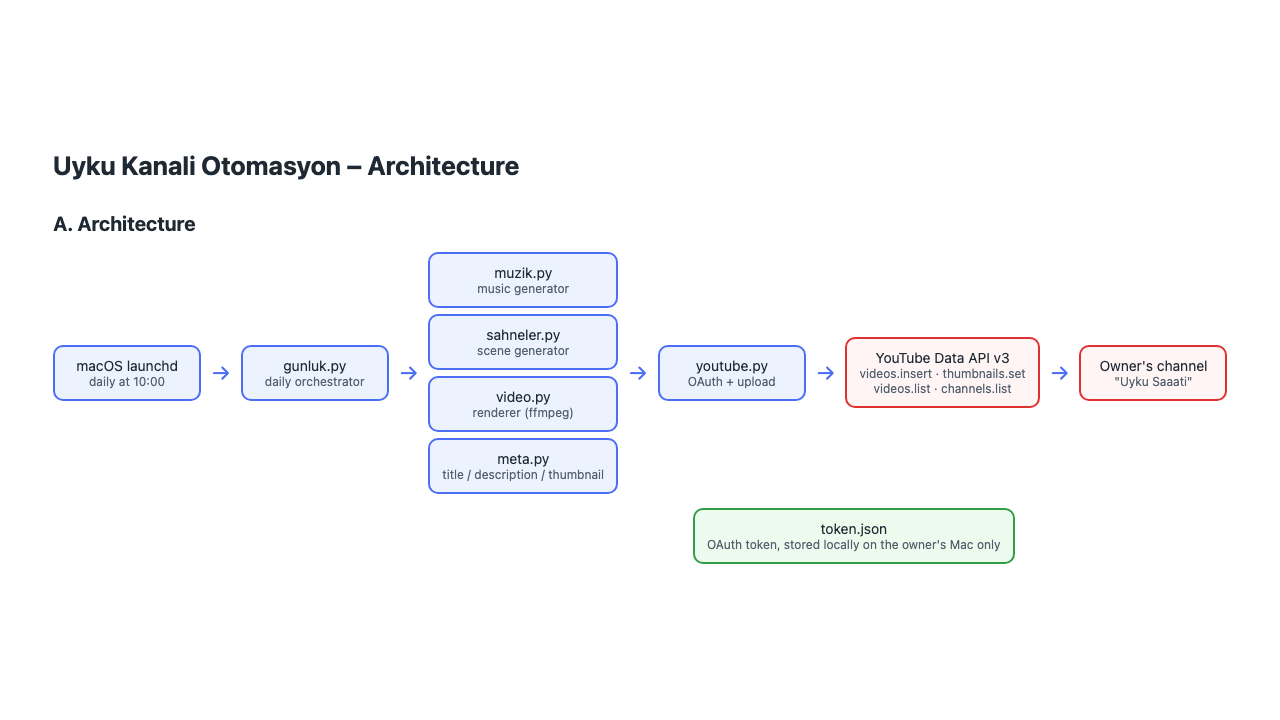 Uyku Kanali Otomasyon – Architecture
A. Architecture
macOS launchd
daily at 10:00
gunluk.py
daily orchestrator
muzik.py
music generator
sahneler.py
scene generator
video.py
renderer (ffmpeg)
meta.py
title / description / thumbnail
youtube.py
OAuth + upload
YouTube Data API v3
videos.insert · thumbnails.set
videos.list · channels.list
Owner's channel
"Uyku Saaati"
token.json
OAuth token, stored locally on the owner's Mac only